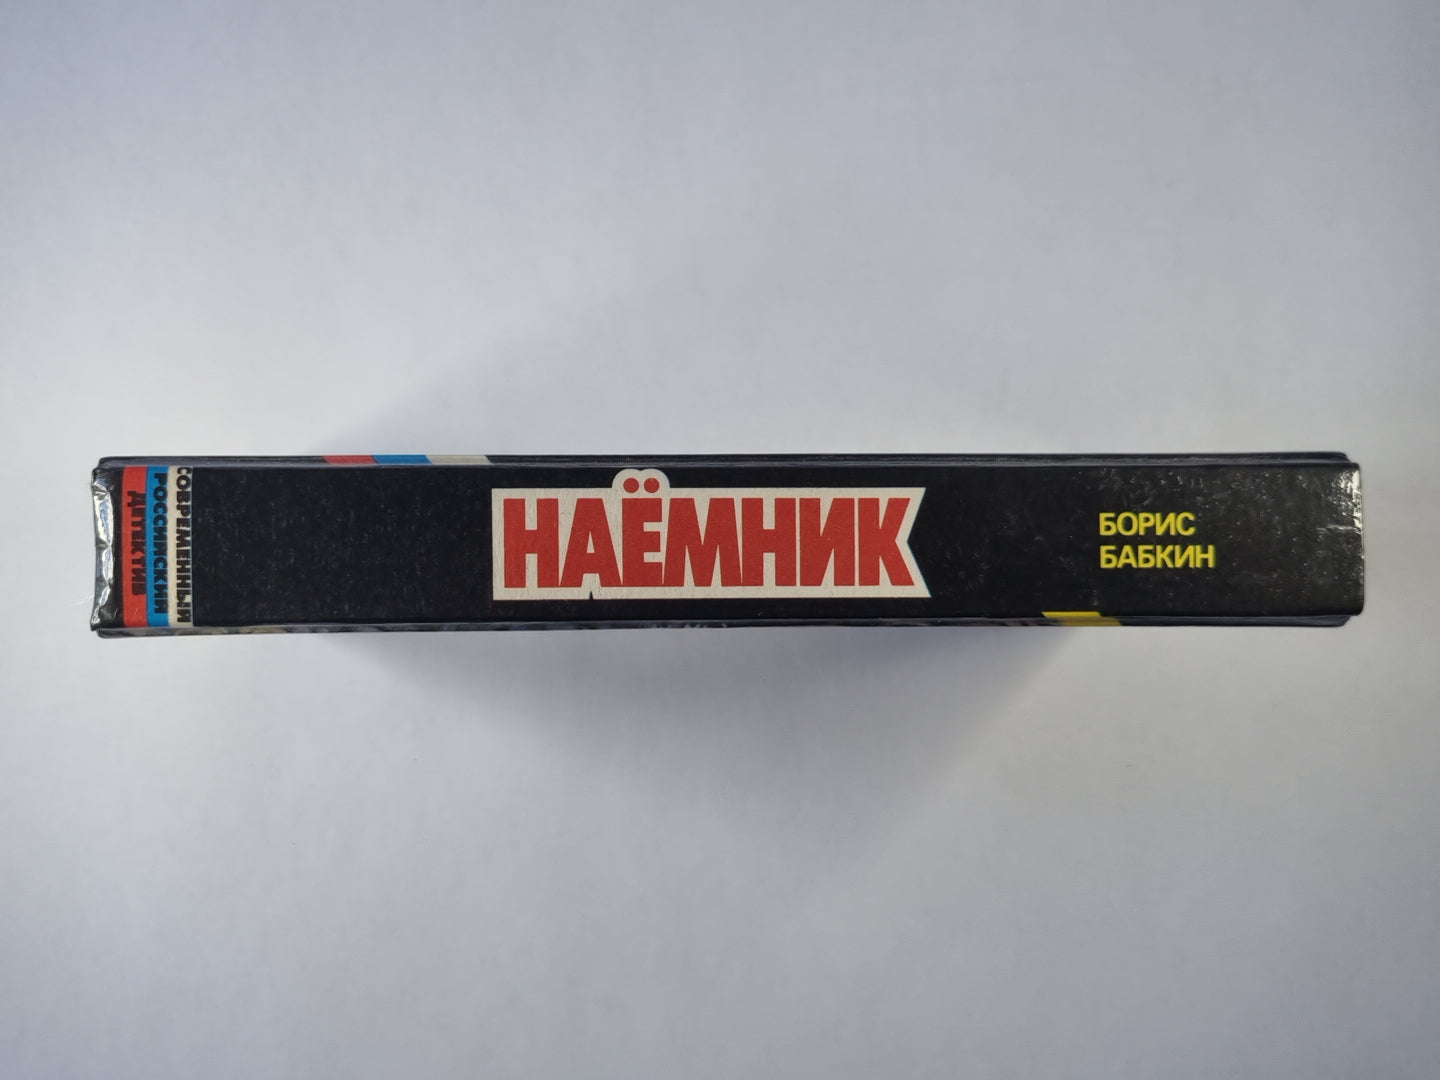 СОВРЕМЕННЫЙ
РОССИЙСКИЙ
ДЕТЕКТИВ
НАЁМНИК
БОРИС
БАБКИН